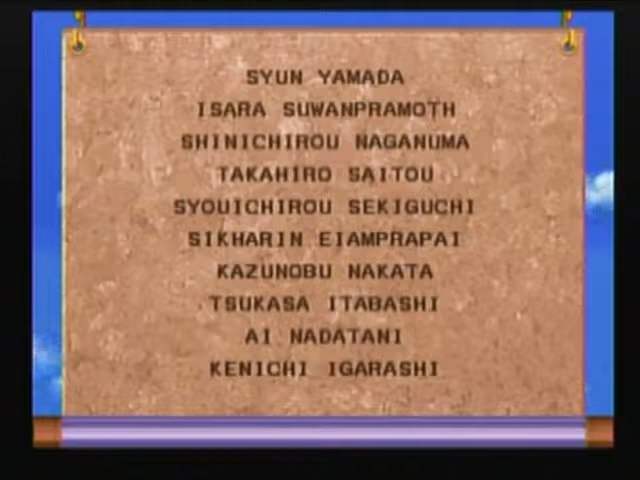 SYUN YAMADA
ISARA SUWANPRAMOTH
SHINICHIROU NAGANUMA
TAKAHIRO SAITOU
SYOUICHIROU SEKIGUCHI
SIKHARIN EIAMPRAPAI
KAZUNOBU NAKATA
TSUKASA ITABASHI
AI NADATANI
KENICHI IGARASHI